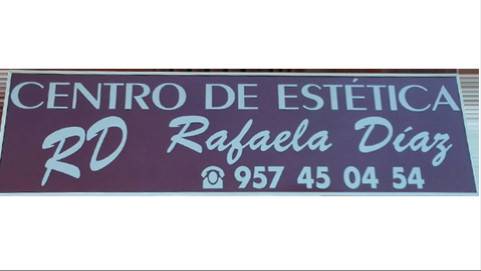 CENTRO DE ESTÉTICA
RD Rafaela Díaz
☎ 957 45 04 54